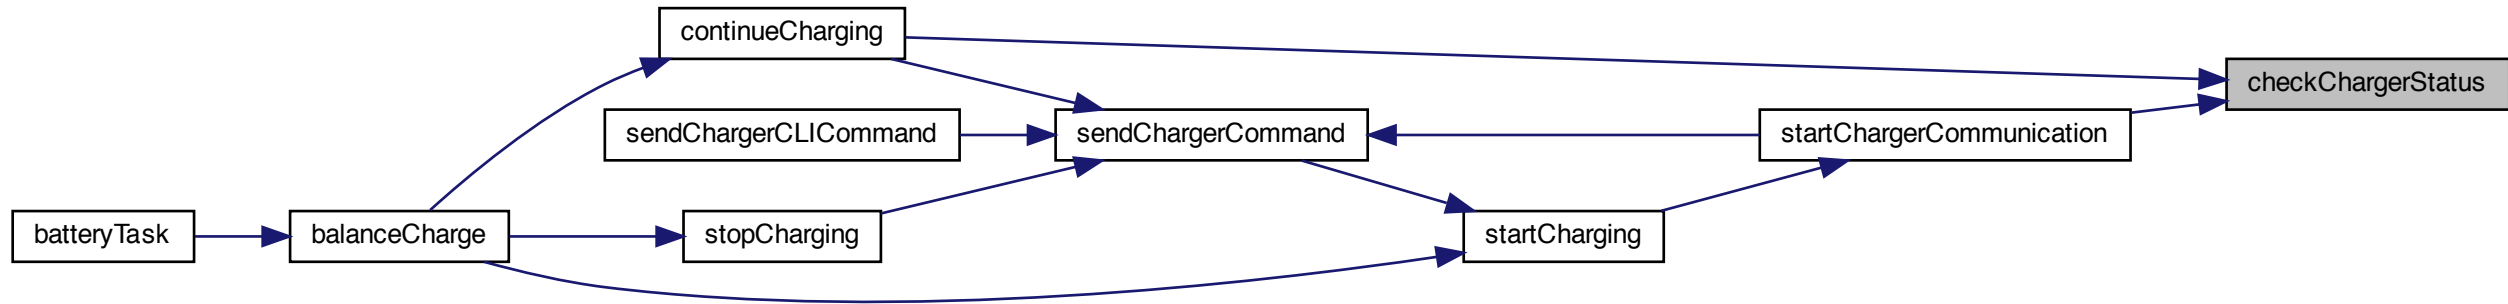 continueCharging
checkChargerStatus
sendChargerCLICommand
sendChargerCommand
startChargerCommunication
batteryTask
balanceCharge
stopCharging
startCharging